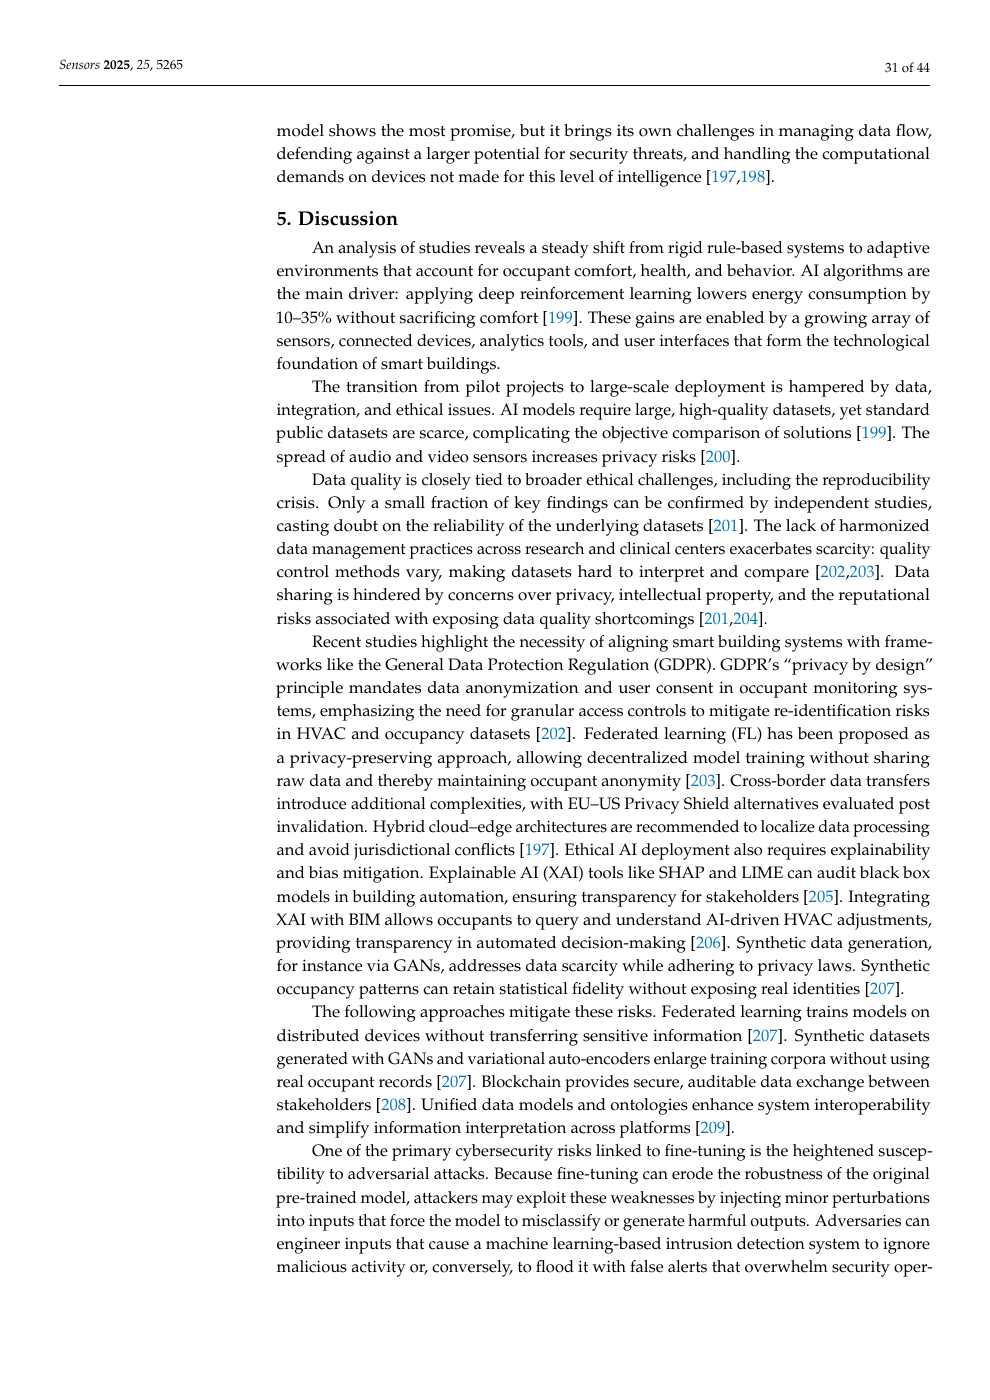 Sensors 2025, 25, 5265
31 of 44
model shows the most promise, but it brings its own challenges in managing data flow,
defending against a larger potential for security threats, and handling the computational
demands on devices not made for this level of intelligence [197,198].
5. Discussion
An analysis of studies reveals a steady shift from rigid rule-based systems to adaptive
environments that account for occupant comfort, health, and behavior. AI algorithms are
the main driver: applying deep reinforcement learning lowers energy consumption by
10–35% without sacrificing comfort [199]. These gains are enabled by a growing array of
sensors, connected devices, analytics tools, and user interfaces that form the technological
foundation of smart buildings.
The transition from pilot projects to large-scale deployment is hampered by data,
integration, and ethical issues. AI models require large, high-quality datasets, yet standard
public datasets are scarce, complicating the objective comparison of solutions [199]. The
spread of audio and video sensors increases privacy risks [200].
Data quality is closely tied to broader ethical challenges, including the reproducibility
crisis. Only a small fraction of key findings can be confirmed by independent studies,
casting doubt on the reliability of the underlying datasets [201]. The lack of harmonized
data management practices across research and clinical centers exacerbates scarcity: quality
control methods vary, making datasets hard to interpret and compare [202,203]. Data
sharing is hindered by concerns over privacy, intellectual property, and the reputational
risks associated with exposing data quality shortcomings [201,204].
Recent studies highlight the necessity of aligning smart building systems with frame-
works like the General Data Protection Regulation (GDPR). GDPR’s “privacy by design”
principle mandates data anonymization and user consent in occupant monitoring sys-
tems, emphasizing the need for granular access controls to mitigate re-identification risks
in HVAC and occupancy datasets [202]. Federated learning (FL) has been proposed as
a privacy-preserving approach, allowing decentralized model training without sharing
raw data and thereby maintaining occupant anonymity [203]. Cross-border data transfers
introduce additional complexities, with EU–US Privacy Shield alternatives evaluated post
invalidation. Hybrid cloud–edge architectures are recommended to localize data processing
and avoid jurisdictional conflicts [197]. Ethical AI deployment also requires explainability
and bias mitigation. Explainable AI (XAI) tools like SHAP and LIME can audit black box
models in building automation, ensuring transparency for stakeholders [205]. Integrating
XAI with BIM allows occupants to query and understand AI-driven HVAC adjustments,
providing transparency in automated decision-making [206]. Synthetic data generation,
for instance via GANs, addresses data scarcity while adhering to privacy laws. Synthetic
occupancy patterns can retain statistical fidelity without exposing real identities [207].
The following approaches mitigate these risks. Federated learning trains models on
distributed devices without transferring sensitive information [207]. Synthetic datasets
generated with GANs and variational auto-encoders enlarge training corpora without using
real occupant records [207]. Blockchain provides secure, auditable data exchange between
stakeholders [208]. Unified data models and ontologies enhance system interoperability
and simplify information interpretation across platforms [209].
One of the primary cybersecurity risks linked to fine-tuning is the heightened suscep-
tibility to adversarial attacks. Because fine-tuning can erode the robustness of the original
pre-trained model, attackers may exploit these weaknesses by injecting minor perturbations
into inputs that force the model to misclassify or generate harmful outputs. Adversaries can
engineer inputs that cause a machine learning-based intrusion detection system to ignore
malicious activity or, conversely, to flood it with false alerts that overwhelm security oper-